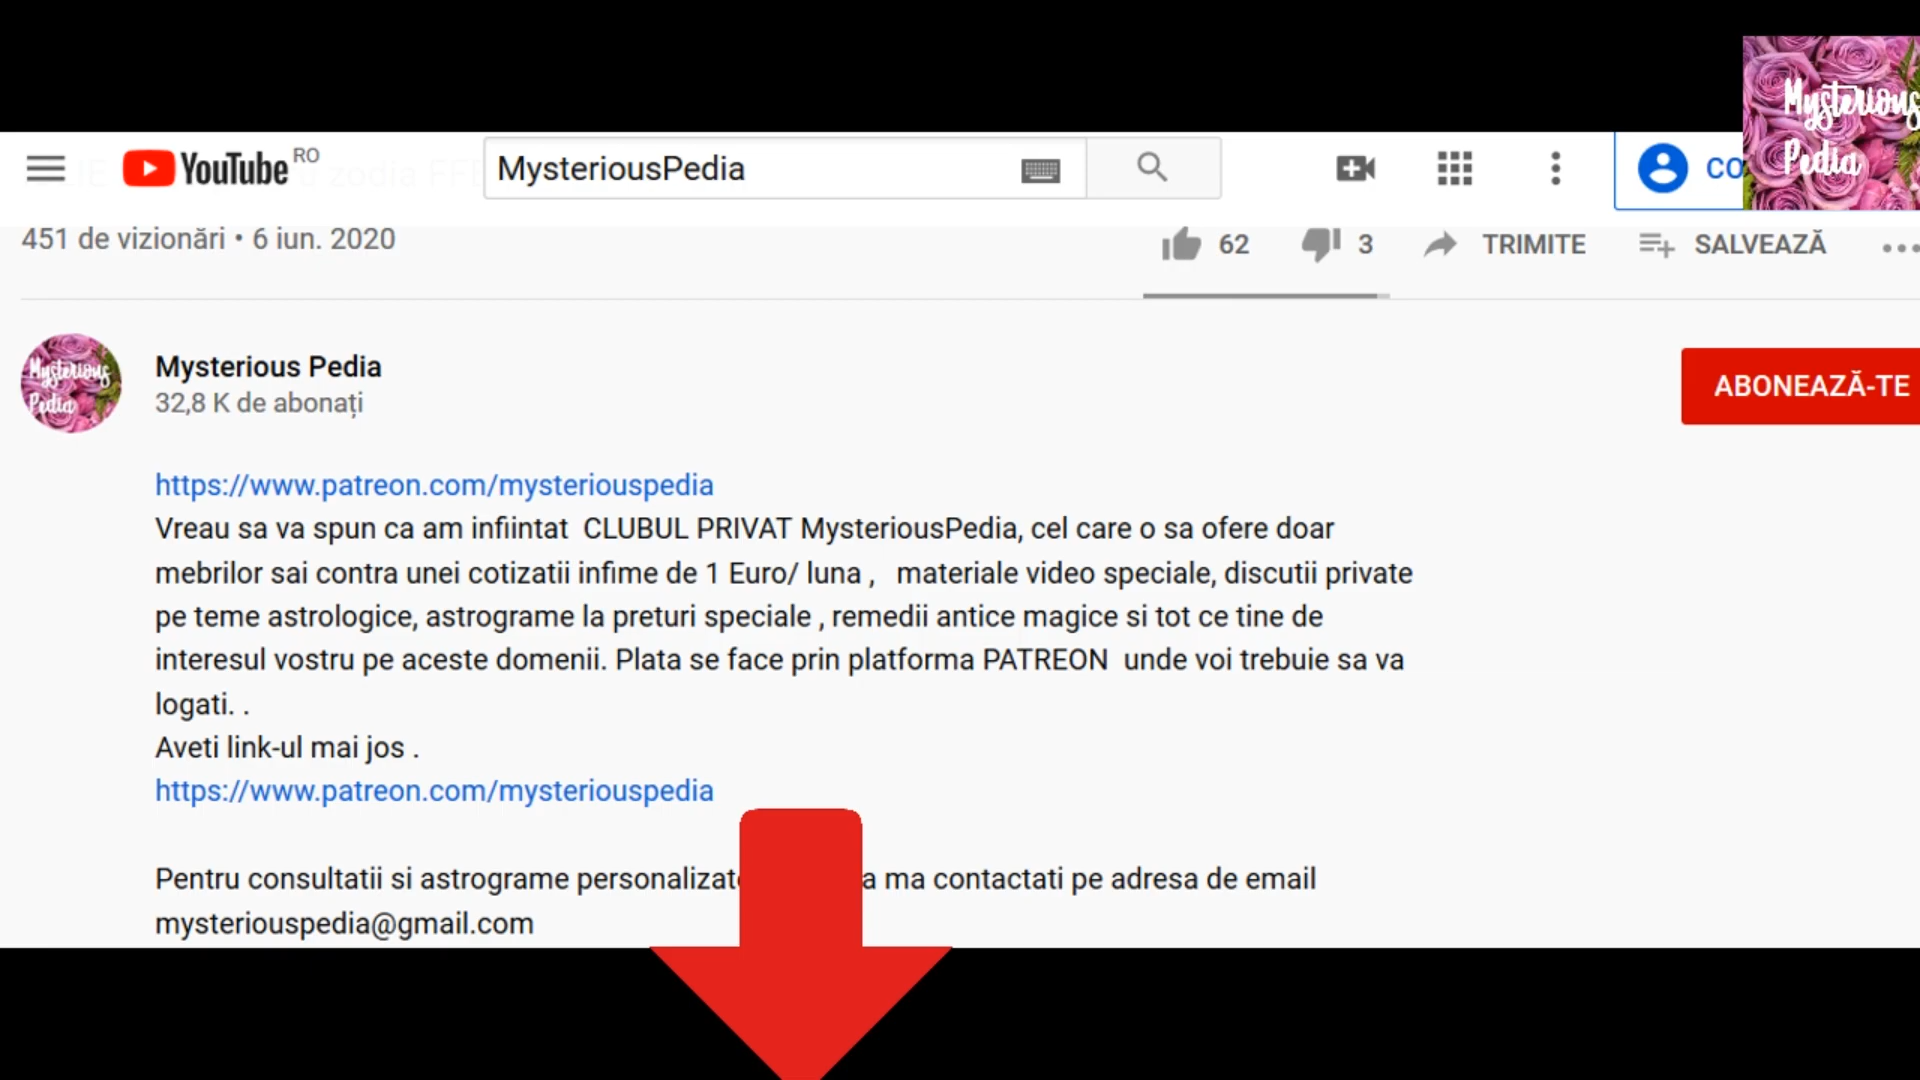 Mysterious
Pedia
YouTube RO
MysteriousPedia
CO
451 de vizionări • 6 iun. 2020
62
3
TRIMITE
SALVEAZĂ
Mysterious
Pedia
Mysterious Pedia
32,8 K de abonați
ABONEAZĂ-TE
https://www.patreon.com/mysteriouspedia
Vreau sa va spun ca am infiintat CLUBUL PRIVAT MysteriousPedia, cel care o sa ofere doar
mebrilor sai contra unei cotizatii infime de 1 Euro/ luna , materiale video speciale, discutii private
pe teme astrologice, astrograme la preturi speciale , remedii antice magice si tot ce tine de
interesul vostru pe aceste domenii. Plata se face prin platforma PATREON unde voi trebuie sa va
logati. .
Aveti link-ul mai jos .
https://www.patreon.com/mysteriouspedia
Pentru consultatii si astrograme personalizate a ma contactati pe adresa de email
mysteriouspedia@gmail.com